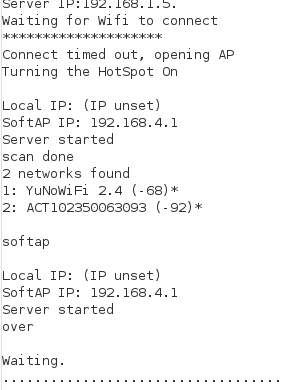 Server IP:192.168.1.5.
Waiting for Wifi to connect
********************
Connect timed out, opening AP
Turning the HotSpot On
Local IP: (IP unset)
SoftAP IP: 192.168.4.1
Server started
scan done
2 networks found
1: YuNoWiFi 2.4 (-68)*
2: ACT102350063093 (-92)*
softap
Local IP: (IP unset)
SoftAP IP: 192.168.4.1
Server started
over
Waiting.
...................................